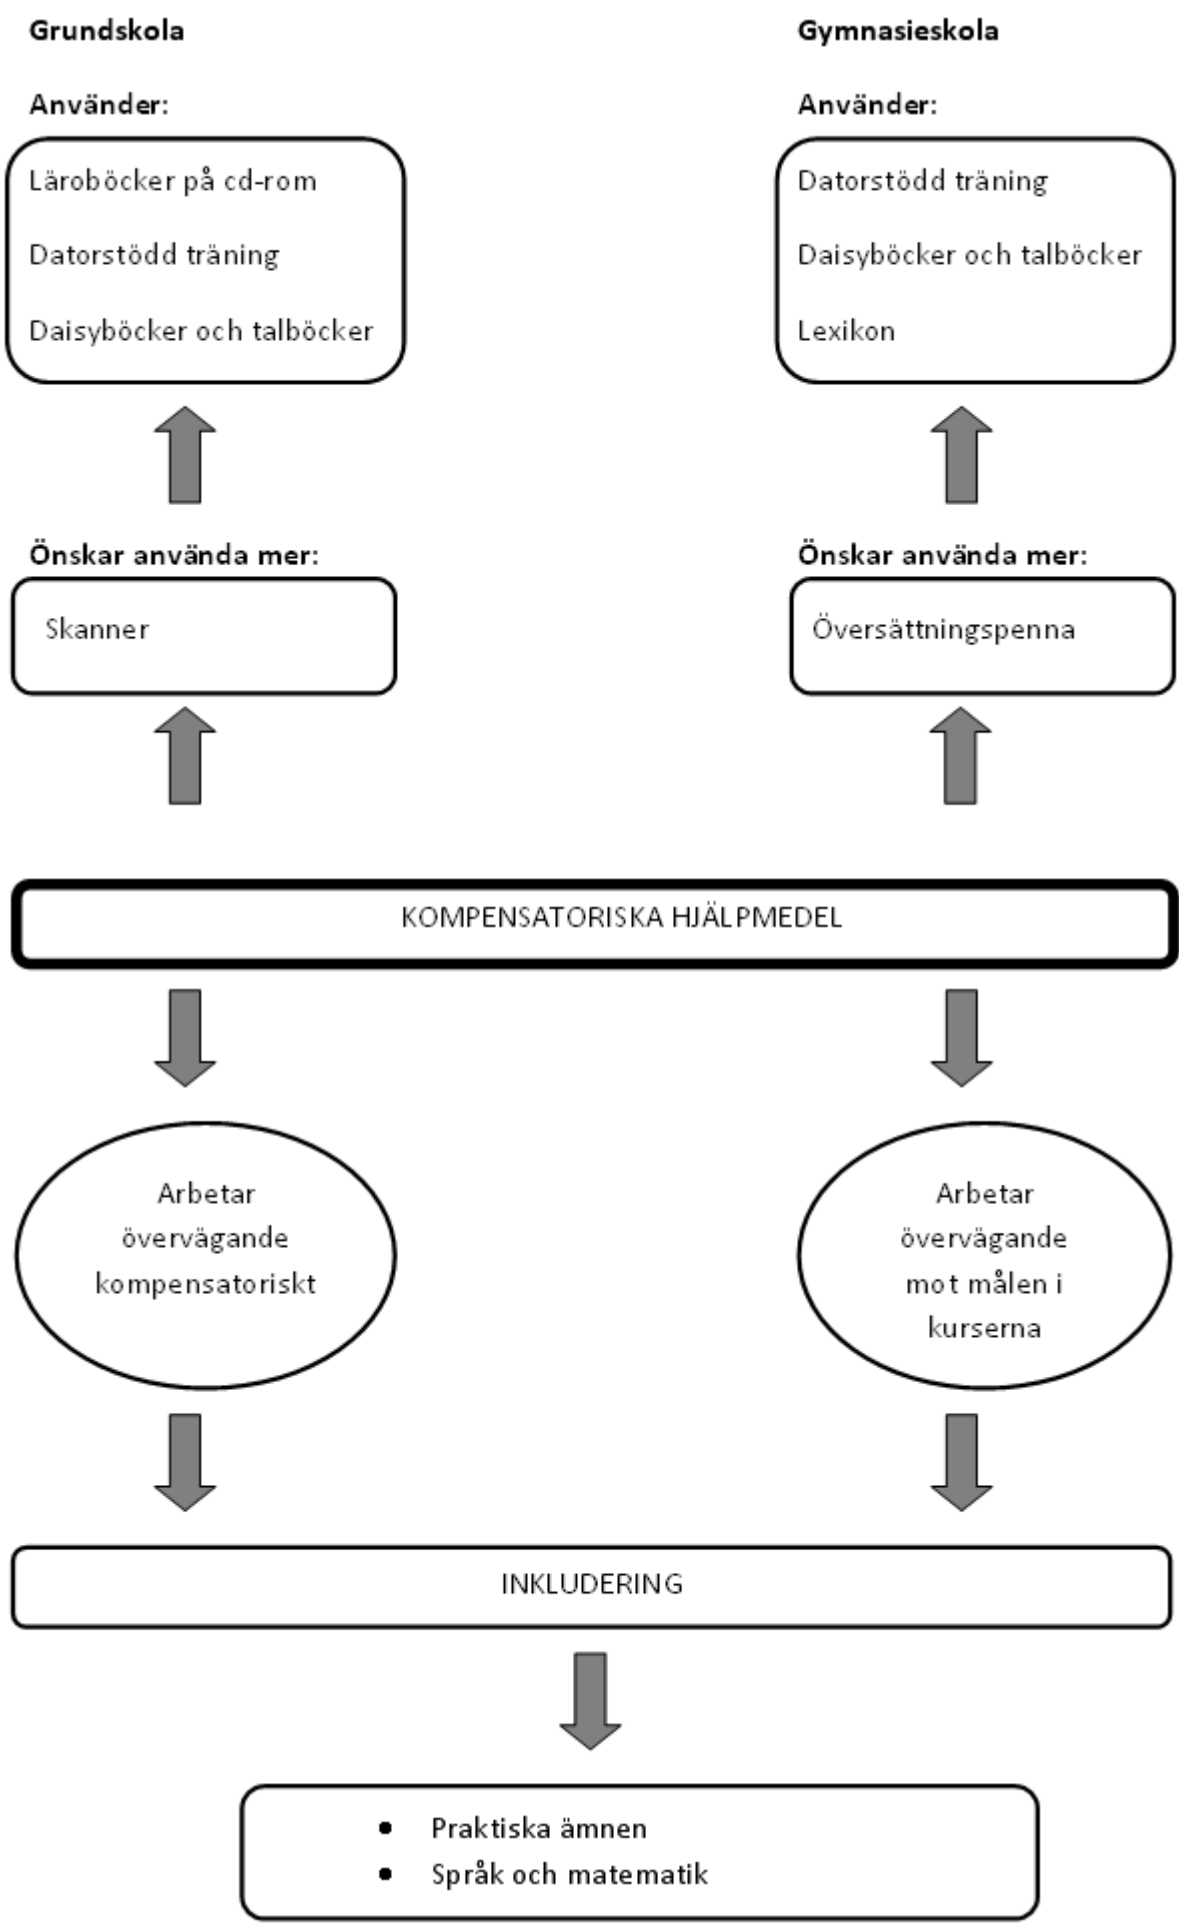 Grundskola
Gymnasieskola
Använder:
Använder:
Läroböcker på cd-rom
Datorstödd träning
Daisyböcker och talböcker
Datorstödd träning
Daisyböcker och talböcker
Lexikon
Önskar använda mer:
Önskar använda mer:
Skanner
Översättningspenna
KOMPENSATORISKA HJÄLPMEDEL
Arbetar
övervägande
kompensatoriskt
Arbetar
övervägande
mot målen i
kurserna
INKLUDERING
• Praktiska ämnen
• Språk och matematik